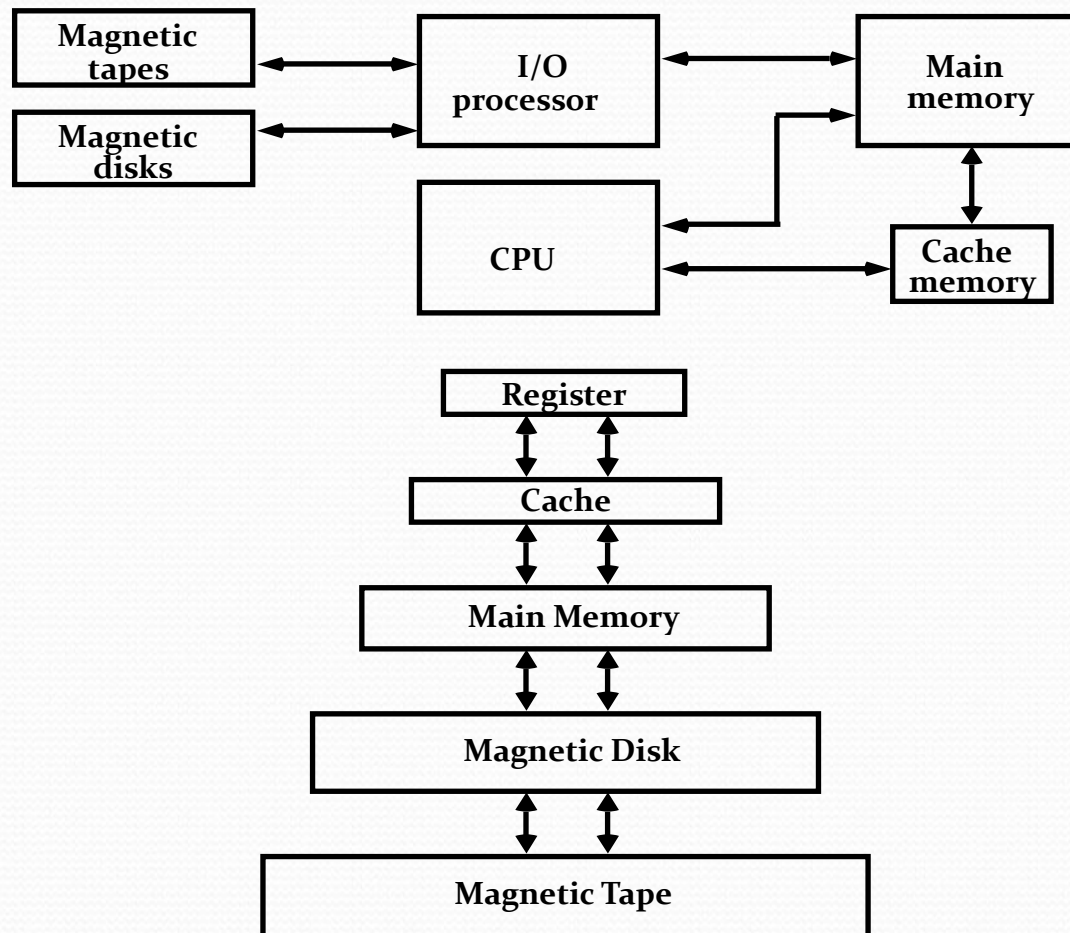 Magnetic
tapes
I/O
processor
Main
memory
Magnetic
disks
CPU
Cache
memory
Register
Cache
Main Memory
Magnetic Disk
Magnetic Tape